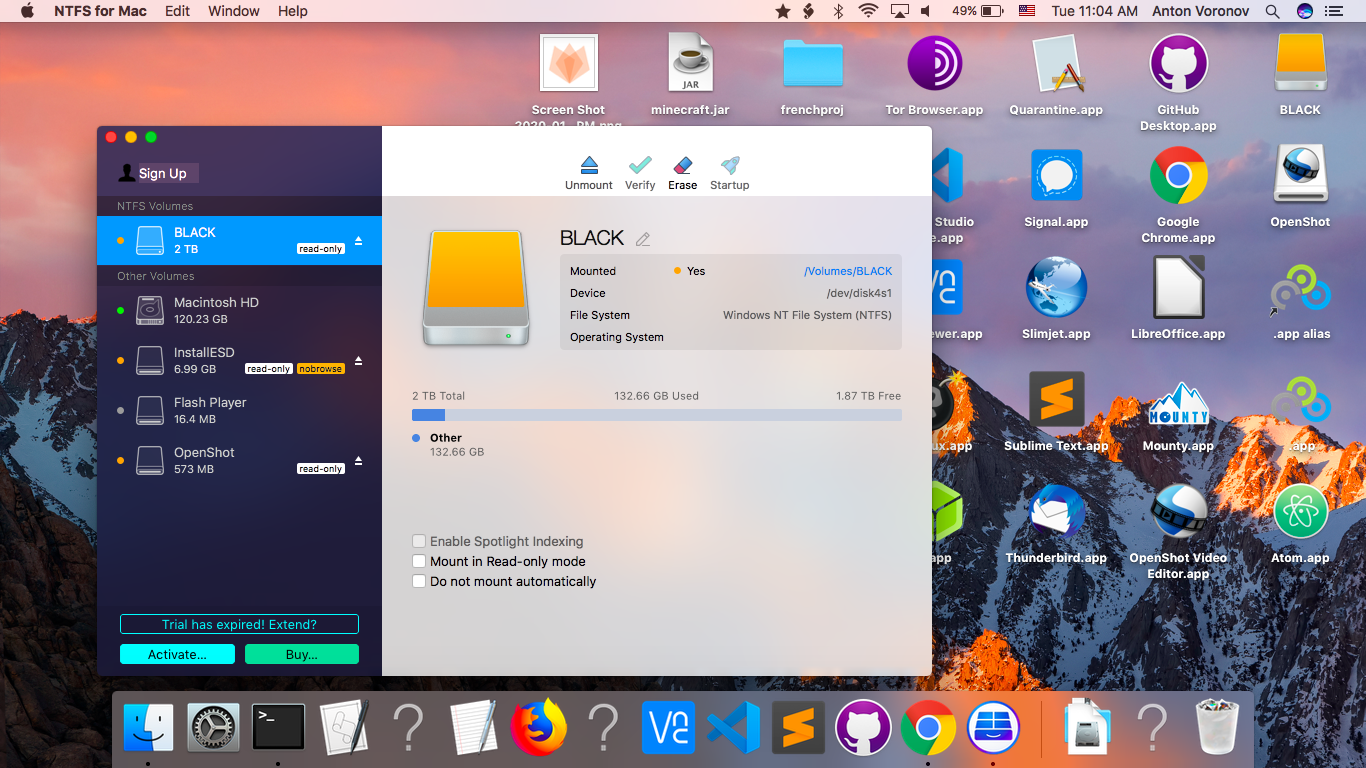 NTFS for Mac Edit Window Help
49% Tue 11:04 AM Anton Voronov
Screen Shot
minecraft.jar
JAR
frenchproj
Tor Browser.app
Quarantine.app
GitHub
Desktop.app
BLACK
Studio
e.app
Signal.app
Google
Chrome.app
OpenShot
ewer.app
Slimjet.app
LibreOffice.app
.app alias
ux.app
Sublime Text.app
MOUNTY
Mounty.app
.app
app
Thunderbird.app
OpenShot Video
Editor.app
Atom.app
Sign Up
NTFS Volumes
BLACK
2 TB read-only
Other Volumes
Macintosh HD
120.23 GB
InstallESD
6.99 GB read-only nobrowse
Flash Player
16.4 MB
OpenShot
573 MB read-only
Trial has expired! Extend?
Activate... Buy...
Unmount Verify Erase Startup
BLACK
Mounted Yes /Volumes/BLACK
Device /dev/disk4s1
File System Windows NT File System (NTFS)
Operating System
2 TB Total 132.66 GB Used 1.87 TB Free
Other
132.66 GB
Enable Spotlight Indexing
Mount in Read-only mode
Do not mount automatically